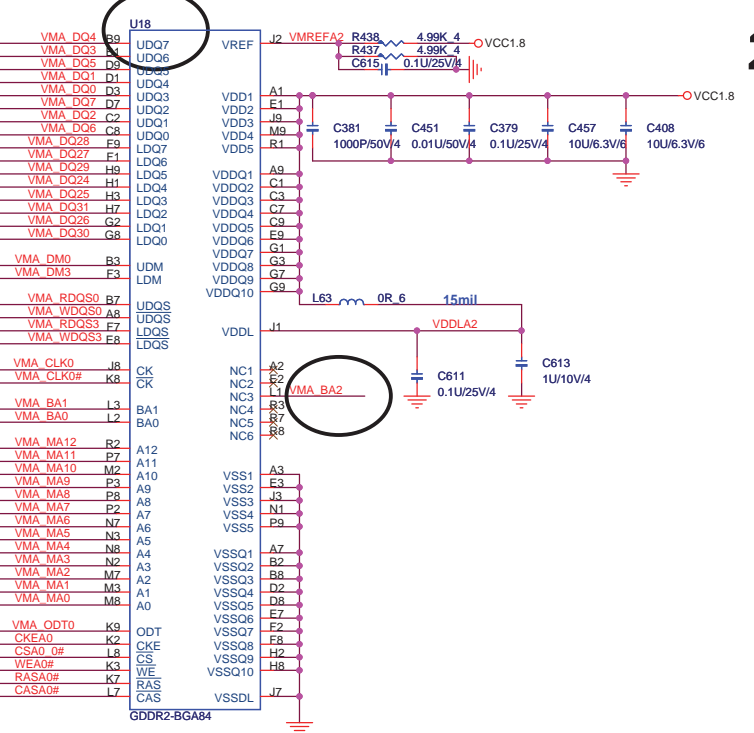 U18
VMA_DQ4 B9 UDQ7 VREF J2 VMREFA2 R438 4.99K_4 VCC1.8
VMA_DQ3 B1 UDQ6 R437 4.99K_4
VMA_DQ5 D9 UDQ5 C615 0.1U/25V/4
VMA_DQ1 D1 UDQ4
VMA_DQ0 D3 UDQ3 VDD1 A1 VCC1.8
VMA_DQ7 D7 UDQ2 VDD2 E1
VMA_DQ2 C2 UDQ1 VDD3 J9
VMA_DQ6 C8 UDQ0 VDD4 M9 C381 C451 C379 C457 C408
VMA_DQ28 F9 LDQ7 VDD5 R1 1000P/50V/4 0.01U/50V/4 0.1U/25V/4 10U/6.3V/6 10U/6.3V/6
VMA_DQ27 F1 LDQ6
VMA_DQ29 H9 LDQ5 VDDQ1 A9
VMA_DQ24 H1 LDQ4 VDDQ2 C1
VMA_DQ25 H3 LDQ3 VDDQ3 C3
VMA_DQ31 H7 LDQ2 VDDQ4 C7
VMA_DQ26 G2 LDQ1 VDDQ5 C9
VMA_DQ30 G8 LDQ0 VDDQ6 E9
VDDQ7 G1
VMA_DM0 B3 UDM VDDQ8 G3
VMA_DM3 F3 LDM VDDQ9 G7
VDDQ10 G9
VMA_RDQS0 B7 UDQS L63 0R_6 15mil
VMA_WDQS0 A8 UDQS
VMA_RDQS3 F7 LDQS VDDL J1 VDDLA2
VMA_WDQS3 E8 LDQS
VMA_CLK0 J8 CK NC1 A2 C613
VMA_CLK0# K8 CK NC2 E2 C611 1U/10V/4
NC3 L1 VMA_BA2 0.1U/25V/4
VMA_BA1 L3 BA1 NC4 R3
VMA_BA0 L2 BA0 NC5 R7
NC6 R8
VMA_MA12 R2 A12
VMA_MA11 P7 A11
VMA_MA10 M2 A10 VSS1 A3
VMA_MA9 P3 A9 VSS2 E3
VMA_MA8 P8 A8 VSS3 J3
VMA_MA7 P2 A7 VSS4 N1
VMA_MA6 N7 A6 VSS5 P9
VMA_MA5 N3 A5
VMA_MA4 N8 A4 VSSQ1 A7
VMA_MA3 N2 A3 VSSQ2 B2
VMA_MA2 M7 A2 VSSQ3 B8
VMA_MA1 M3 A1 VSSQ4 D2
VMA_MA0 M8 A0 VSSQ5 D8
VSSQ6 E7
VMA_ODT0 K9 ODT VSSQ7 F2
CKEA0 K2 CKE VSSQ8 F8
CSA0_0# L8 CS VSSQ9 H2
WEA0# K3 WE VSSQ10 H8
RASA0# K7 RAS
CASA0# L7 CAS VSSDL J7
GDDR2-BGA84